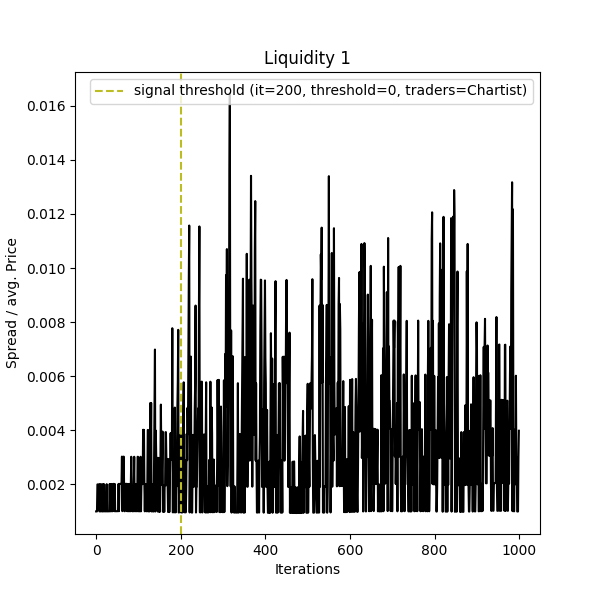 Liquidity 1
signal threshold (it=200, threshold=0, traders=Chartist)
0.016
0.014
0.012
0.010
0.008
0.006
0.004
0.002
Spread / avg. Price
0 200 400 600 800 1000
Iterations